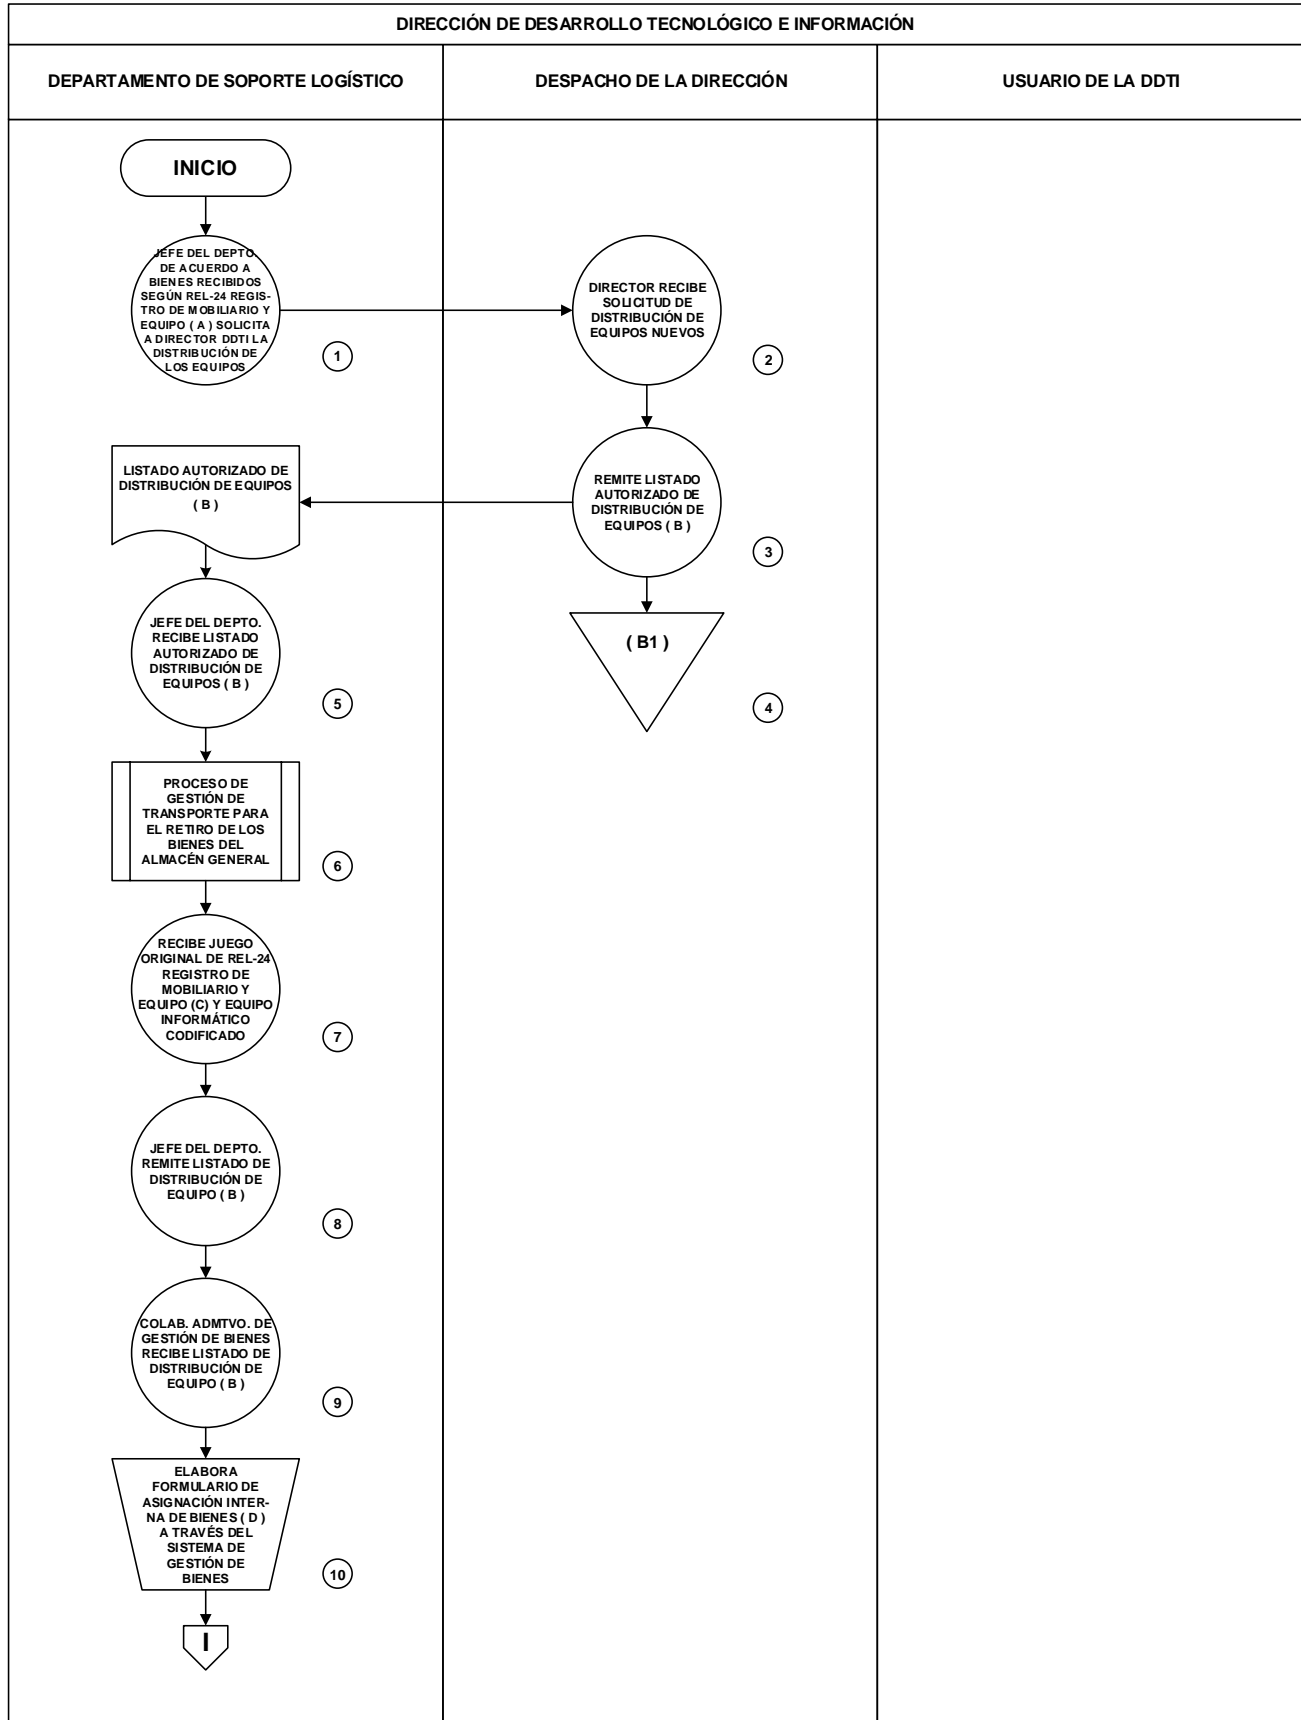 DIRECCIÓN DE DESARROLLO TECNOLÓGICO E INFORMACIÓN
DEPARTAMENTO DE SOPORTE LOGÍSTICO
DESPACHO DE LA DIRECCIÓN
USUARIO DE LA DDTI
INICIO
JEFE DEL DEPTO.
DE ACUERDO A
BIENES RECIBIDOS
SEGÚN REL-24 REGIS-
TRO DE MOBILIARIO Y
EQUIPO ( A ) SOLICITA
A DIRECTOR DDTI LA
DISTRIBUCIÓN DE
LOS EQUIPOS
1
DIRECTOR RECIBE
SOLICITUD DE
DISTRIBUCIÓN DE
EQUIPOS NUEVOS
2
REMITE LISTADO
AUTORIZADO DE
DISTRIBUCIÓN DE
EQUIPOS ( B )
3
LISTADO AUTORIZADO DE
DISTRIBUCIÓN DE EQUIPOS
( B )
( B1 )
4
JEFE DEL DEPTO.
RECIBE LISTADO
AUTORIZADO DE
DISTRIBUCIÓN DE
EQUIPOS ( B )
5
PROCESO DE
GESTIÓN DE
TRANSPORTE PARA
EL RETIRO DE LOS
BIENES DEL
ALMACÉN GENERAL
6
RECIBE JUEGO
ORIGINAL DE REL-24
REGISTRO DE
MOBILIARIO Y
EQUIPO (C) Y EQUIPO
INFORMÁTICO
CODIFICADO
7
JEFE DEL DEPTO.
REMITE LISTADO DE
DISTRIBUCIÓN DE
EQUIPO ( B )
8
COLAB. ADMTVO. DE
GESTIÓN DE BIENES
RECIBE LISTADO DE
DISTRIBUCIÓN DE
EQUIPO ( B )
9
ELABORA
FORMULARIO DE
ASIGNACIÓN INTER-
NA DE BIENES ( D )
A TRAVÉS DEL
SISTEMA DE
GESTIÓN DE
BIENES
10
I